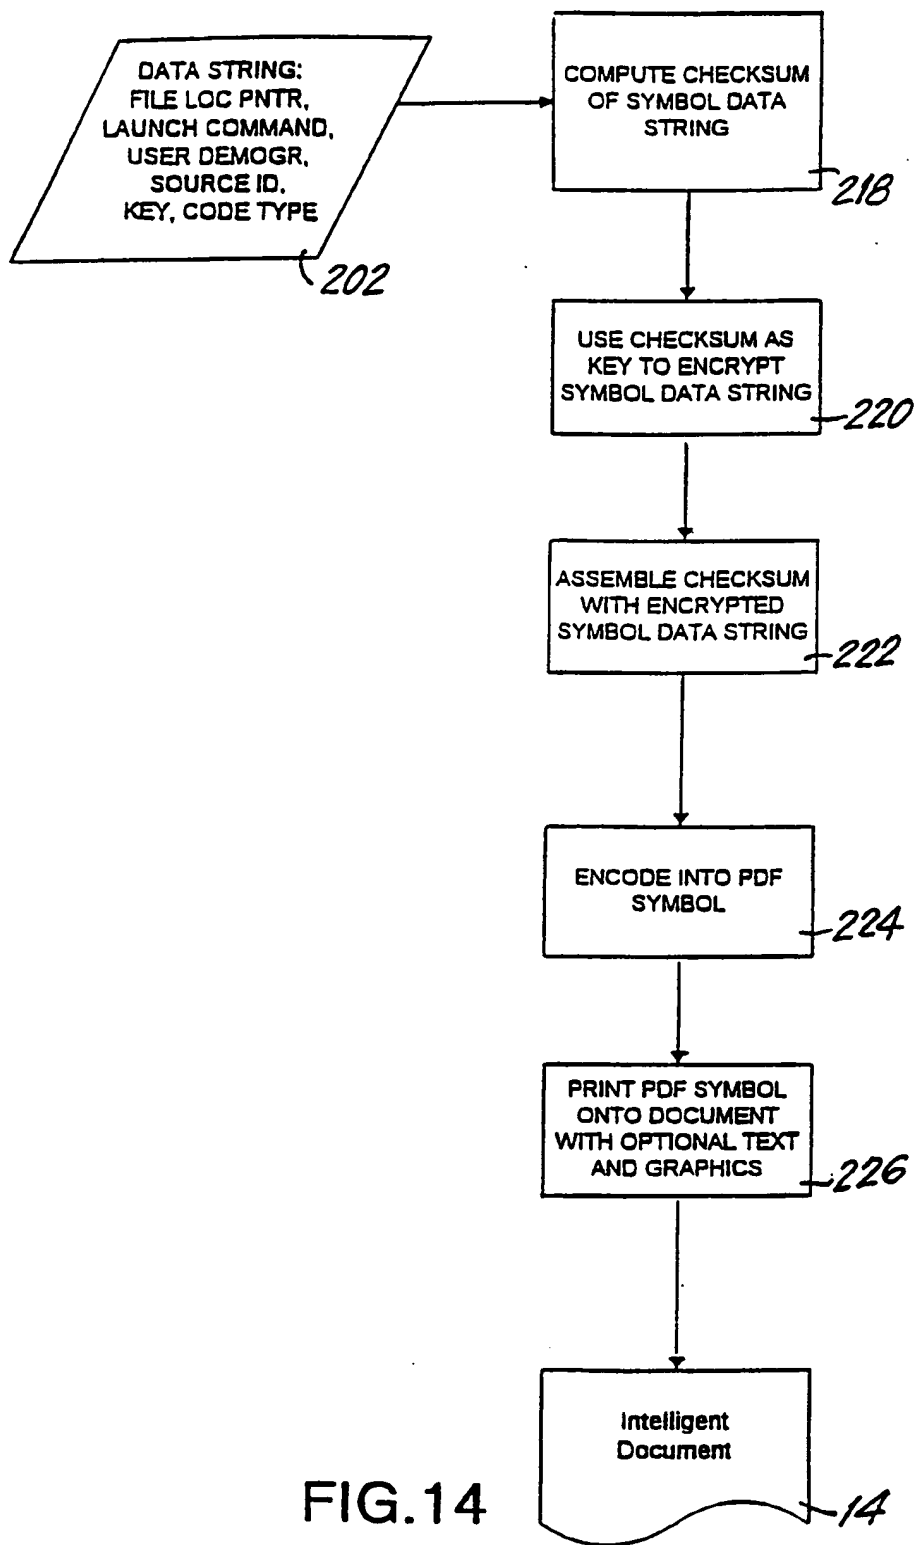 DATA STRING:
FILE LOC PNTR,
LAUNCH COMMAND,
USER DEMOGR,
SOURCE ID,
KEY, CODE TYPE
202
COMPUTE CHECKSUM
OF SYMBOL DATA
STRING
218
USE CHECKSUM AS
KEY TO ENCRYPT
SYMBOL DATA STRING
220
ASSEMBLE CHECKSUM
WITH ENCRYPTED
SYMBOL DATA STRING
222
ENCODE INTO PDF
SYMBOL
224
PRINT PDF SYMBOL
ONTO DOCUMENT
WITH OPTIONAL TEXT
AND GRAPHICS
226
Intelligent
Document
14
FIG.14